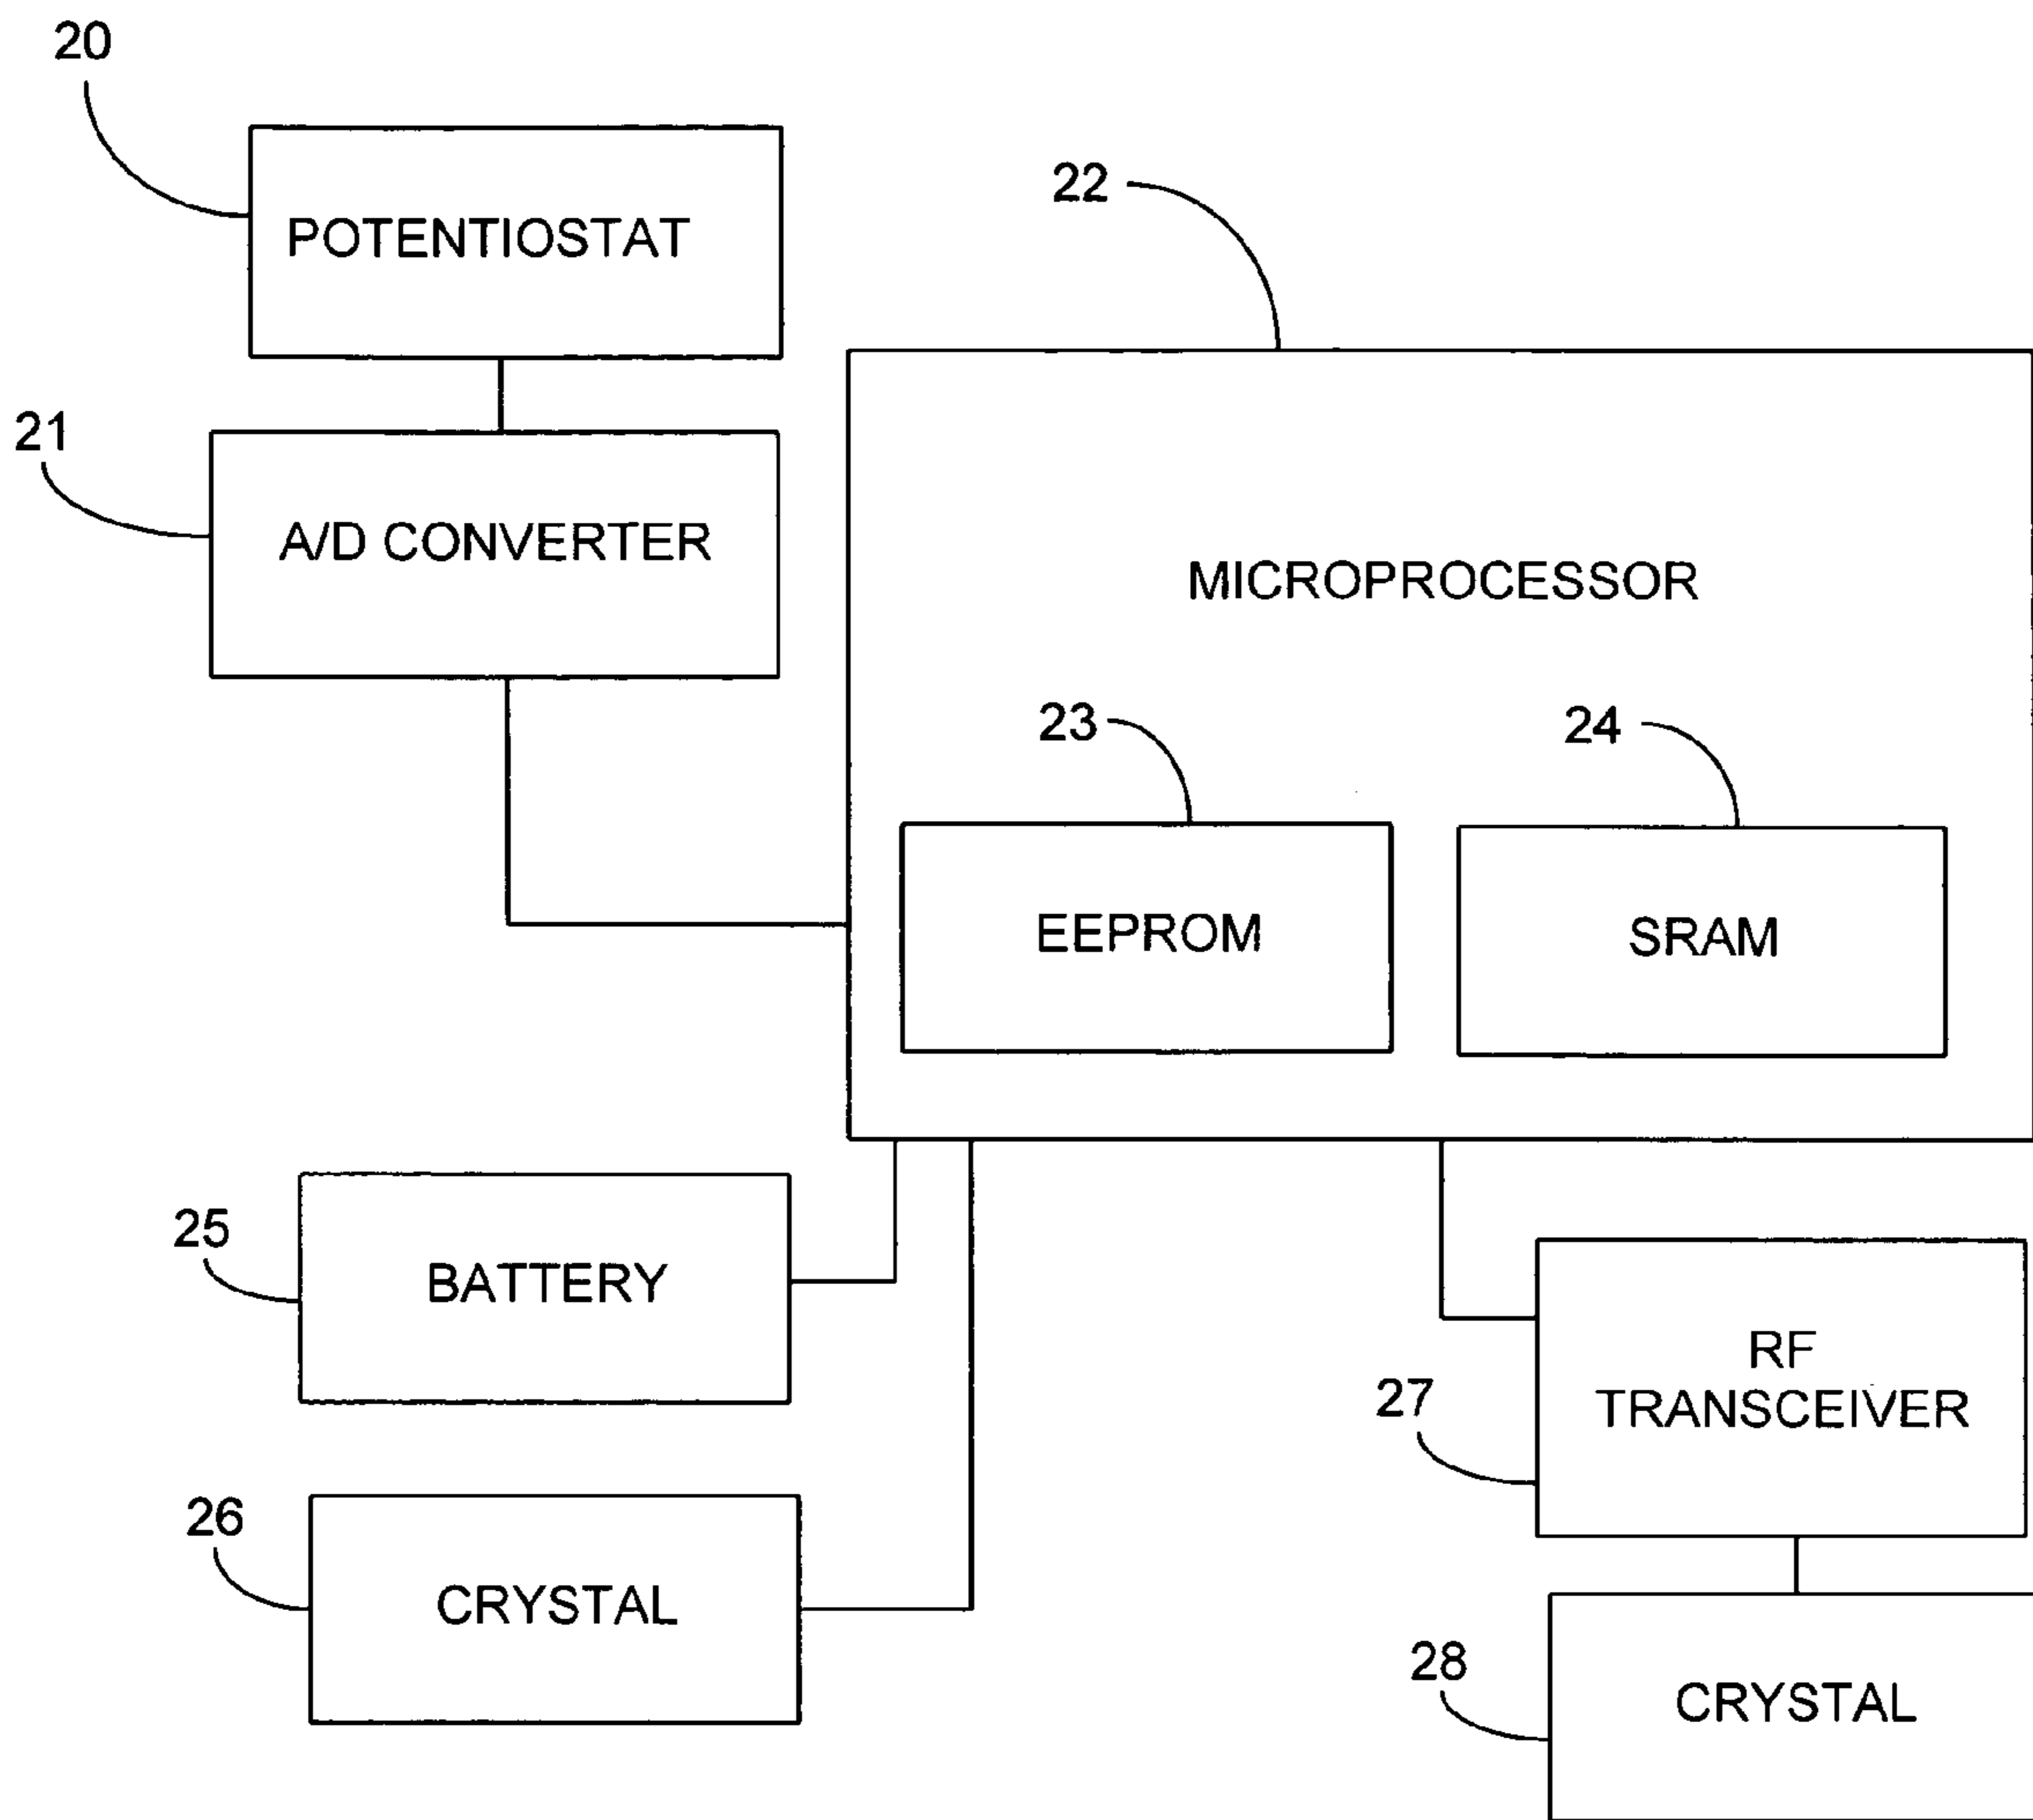 20
POTENTIOSTAT
22
21
A/D CONVERTER
MICROPROCESSOR
23
24
EEPROM
SRAM
25
BATTERY
RF
TRANSCEIVER
27
26
CRYSTAL
28
CRYSTAL